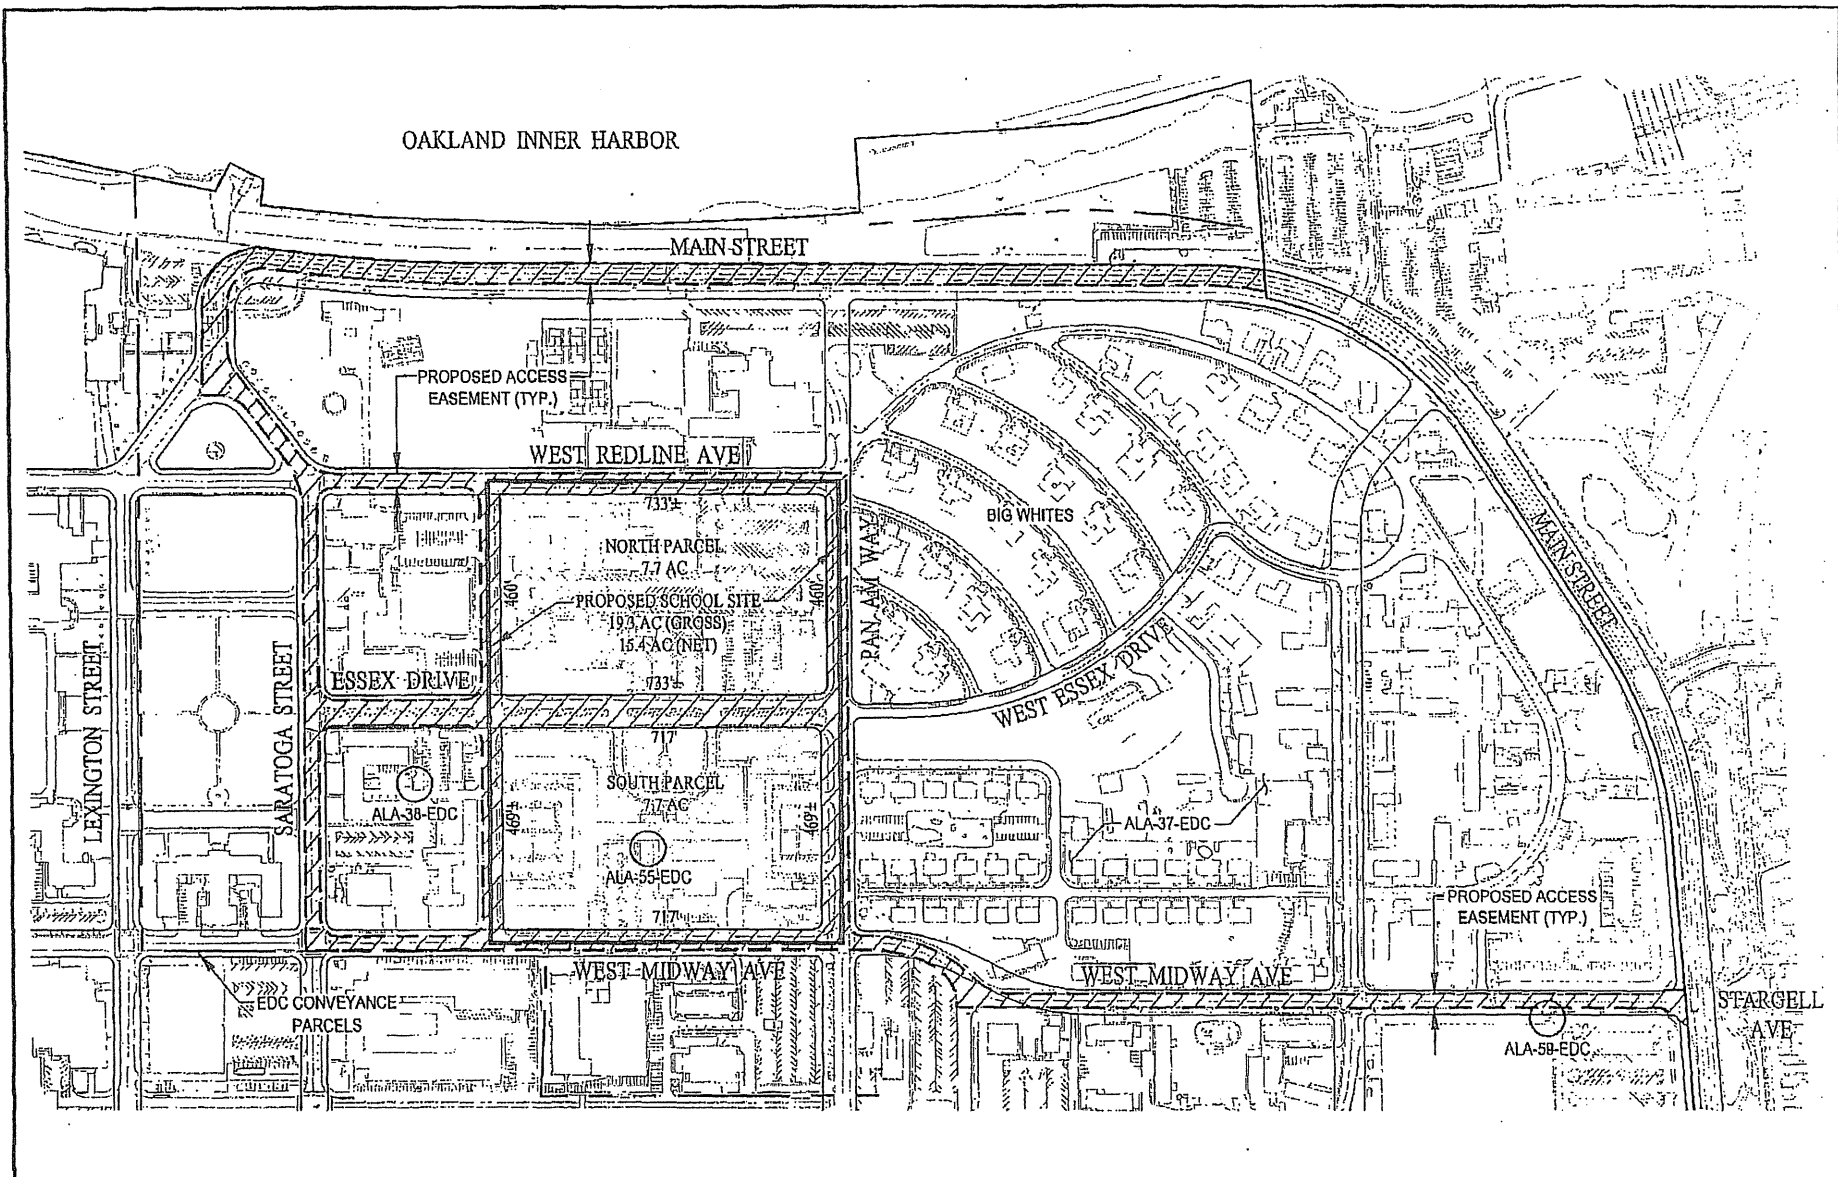 OAKLAND INNER HARBOR
MAIN STREET
PROPOSED ACCESS
EASEMENT (TYP.)
WEST REDLINE AVE
733'±
NORTH PARCEL
7.7 AC
460'
460'
PROPOSED SCHOOL SITE
19.3 AC (GROSS)
15.4 AC (NET)
733'±
BIG WHITES
PAN AM WAY
MAIN STREET
LEXINGTON STREET
SARATOGA STREET
ESSEX DRIVE
WEST ESSEX DRIVE
717'
SOUTH PARCEL
7.7 AC
469'±
469'±
ALA-38-EDC
ALA-37-EDC
ALA-55-EDC
717'
PROPOSED ACCESS
EASEMENT (TYP.)
WEST MIDWAY AVE
WEST MIDWAY AVE
EDC CONVEYANCE
PARCELS
STARGELL
AVE
ALA-59-EDC